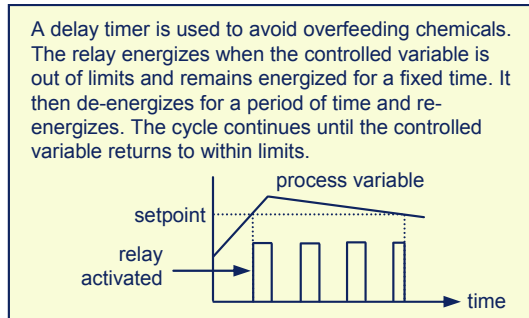 A delay timer is used to avoid overfeeding chemicals.
The relay energizes when the controlled variable is
out of limits and remains energized for a fixed time. It
then de-energizes for a period of time and re-
energizes. The cycle continues until the controlled
variable returns to within limits.
process variable
setpoint
relay
activated
time